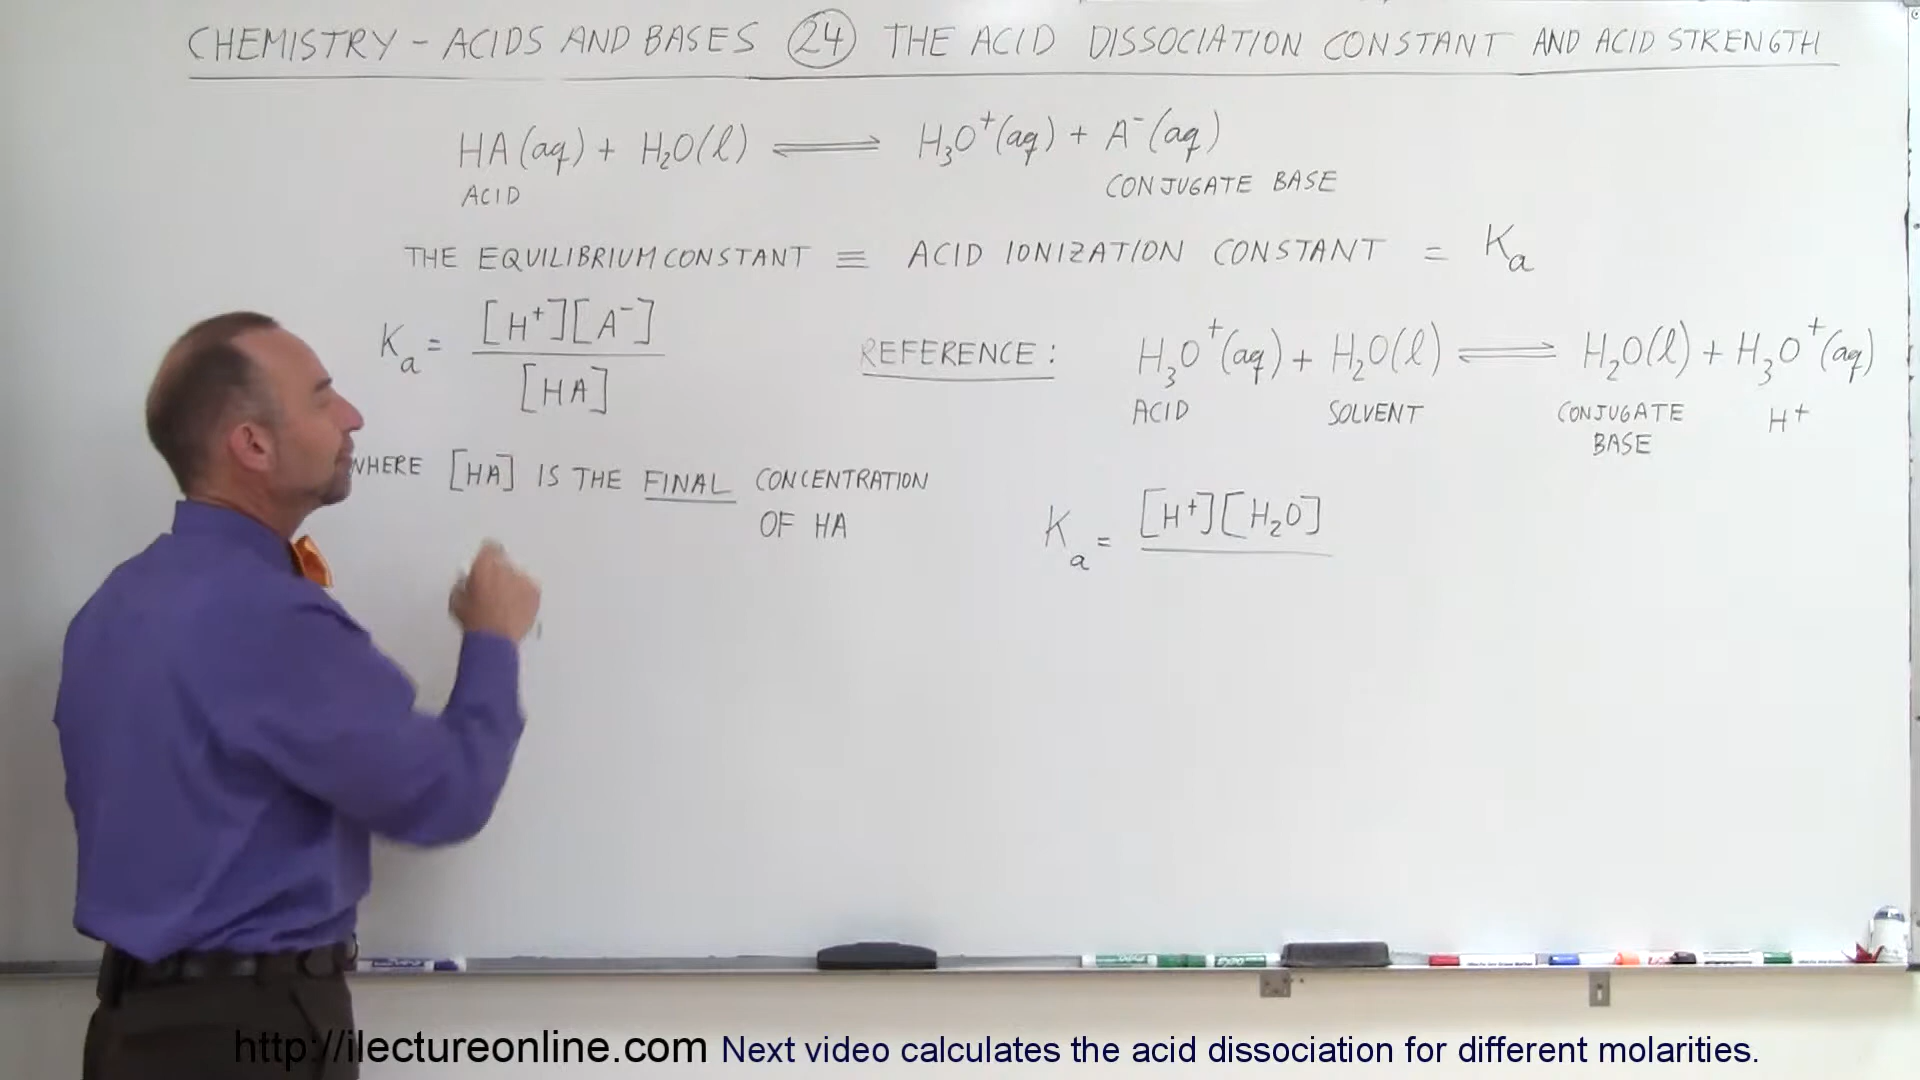 CHEMISTRY - ACIDS AND BASES 24 THE ACID DISSOCIATION CONSTANT AND ACID STRENGTH
HA(aq) + H₂O(l) ⇌ H₃O⁺(aq) + A⁻(aq)
ACID CONJUGATE BASE
THE EQUILIBRIUM CONSTANT ≡ ACID IONIZATION CONSTANT = Kₐ
Kₐ = [H⁺][A⁻]
[HA]
REFERENCE: H₃O⁺(aq) + H₂O(l) ⇌ H₂O(l) + H₃O⁺(aq)
ACID SOLVENT CONJUGATE H⁺
BASE
WHERE [HA] IS THE FINAL CONCENTRATION
OF HA
Kₐ = [H⁺][H₂O]
http://ilectureonline.com Next video calculates the acid dissociation for different molarities.